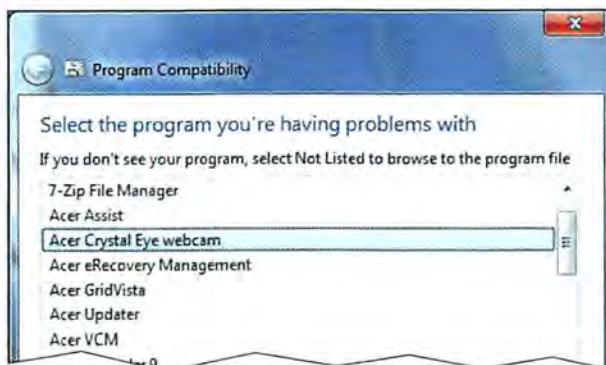 Program Compatibility
Select the program you're having problems with
If you don't see your program, select Not Listed to browse to the program file
7-Zip File Manager
Acer Assist
Acer Crystal Eye webcam
Acer eRecovery Management
Acer GridVista
Acer Updater
Acer VCM